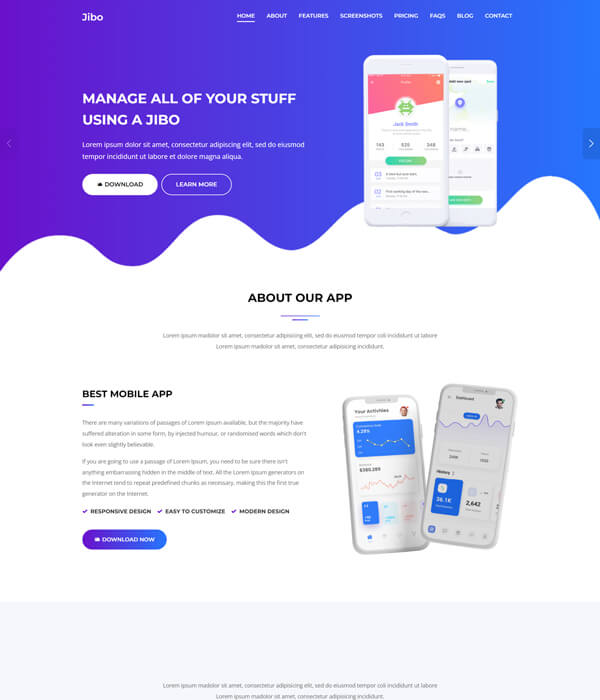 Jibo
HOME ABOUT FEATURES SCREENSHOTS PRICING FAQS BLOG CONTACT
MANAGE ALL OF YOUR STUFF
USING A JIBO
Lorem ipsum dolor sit amet, consectetur adipisicing elit, sed do eiusmod
tempor incididunt ut labore et dolore magna aliqua.
DOWNLOAD LEARN MORE
Profile
Jack Smith
ABOUT OUR APP
Lorem ipsum madolor sit amet, consectetur adipisicing elit, sed do eiusmod tempor coli incididunt ut labore
Lorem ipsum madolor sit amet, consectetur adipisicing incididunt.
BEST MOBILE APP
There are many variations of passages of Lorem Ipsum available, but the majority have
suffered alteration in some form, by injected humour, or randomised words which don't
look even slightly believable.
If you are going to use a passage of Lorem Ipsum, you need to be sure there isn't
anything embarrassing hidden in the middle of text. All the Lorem Ipsum generators on
the Internet tend to repeat predefined chunks as necessary, making this the first true
generator on the Internet.
RESPONSIVE DESIGN EASY TO CUSTOMIZE MODERN DESIGN
DOWNLOAD NOW
Your Activities
4.28%
$380,289
Dashboard
History
36.1K
2,642
Lorem ipsum madolor sit amet, consectetur adipisicing elit, sed do eiusmod tempor coli incididunt ut labore
Lorem ipsum madolor sit amet, consectetur adipisicing incididunt.